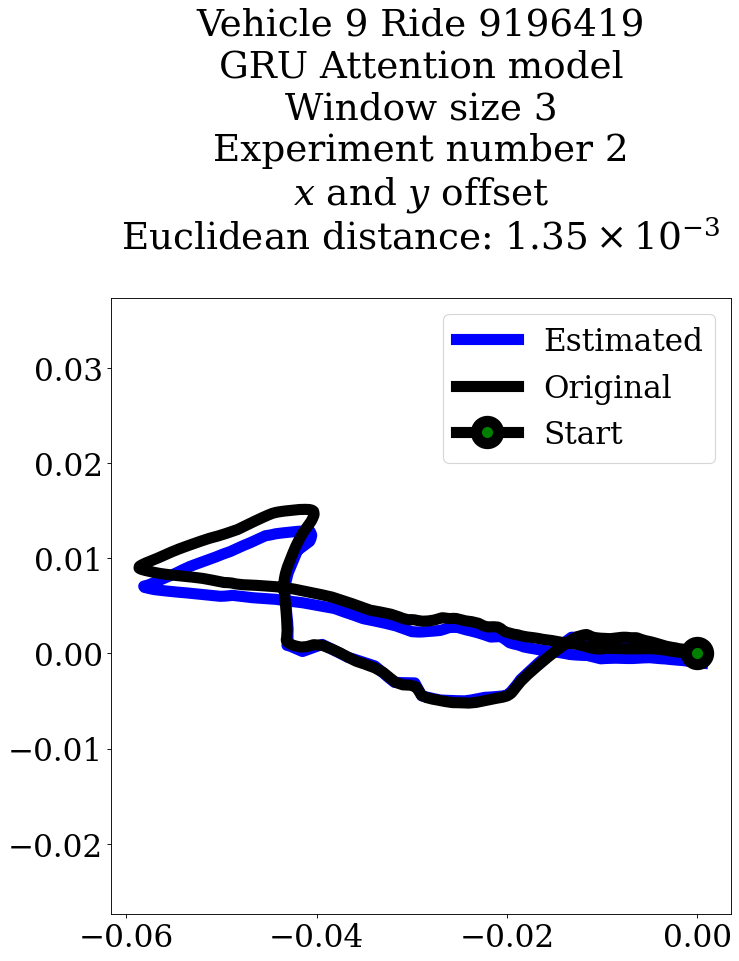 Vehicle 9 Ride 9196419
GRU Attention model
Window size 3
Experiment number 2
x and y offset
Euclidean distance: 1.35 × 10⁻³
Estimated
Original
Start
0.03
0.02
0.01
0.00
−0.01
−0.02
−0.06
−0.04
−0.02
0.00